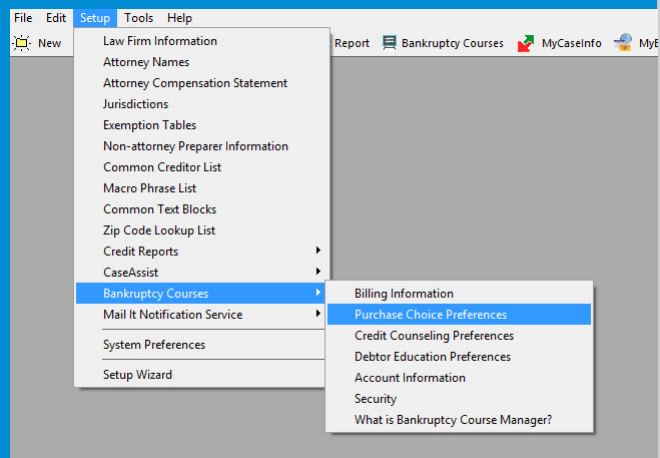 File Edit Setup Tools Help
New Report Bankruptcy Courses MyCaseInfo
Law Firm Information
Attorney Names
Attorney Compensation Statement
Jurisdictions
Exemption Tables
Non-attorney Preparer Information
Common Creditor List
Macro Phrase List
Common Text Blocks
Zip Code Lookup List
Credit Reports
CaseAssist
Bankruptcy Courses
Mail It Notification Service
System Preferences
Setup Wizard
Billing Information
Purchase Choice Preferences
Credit Counseling Preferences
Debtor Education Preferences
Account Information
Security
What is Bankruptcy Course Manager?